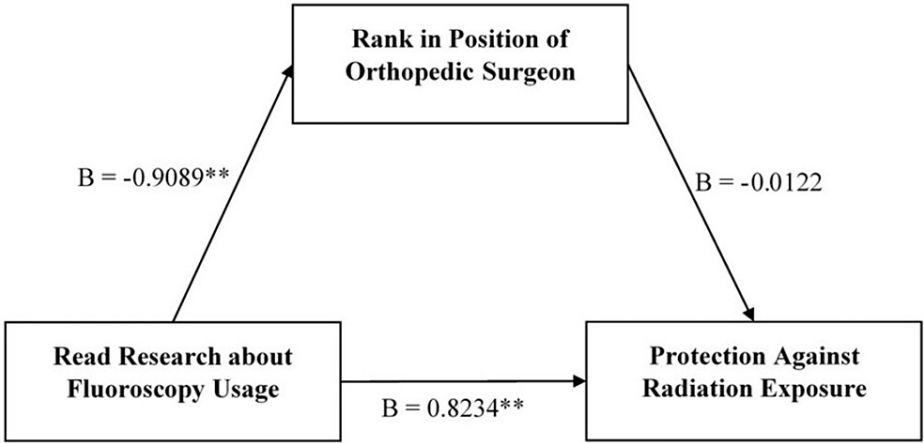 Rank in Position of
Orthopedic Surgeon
B = -0.9089**
B = -0.0122
Read Research about
Fluoroscopy Usage
Protection Against
Radiation Exposure
B = 0.8234**